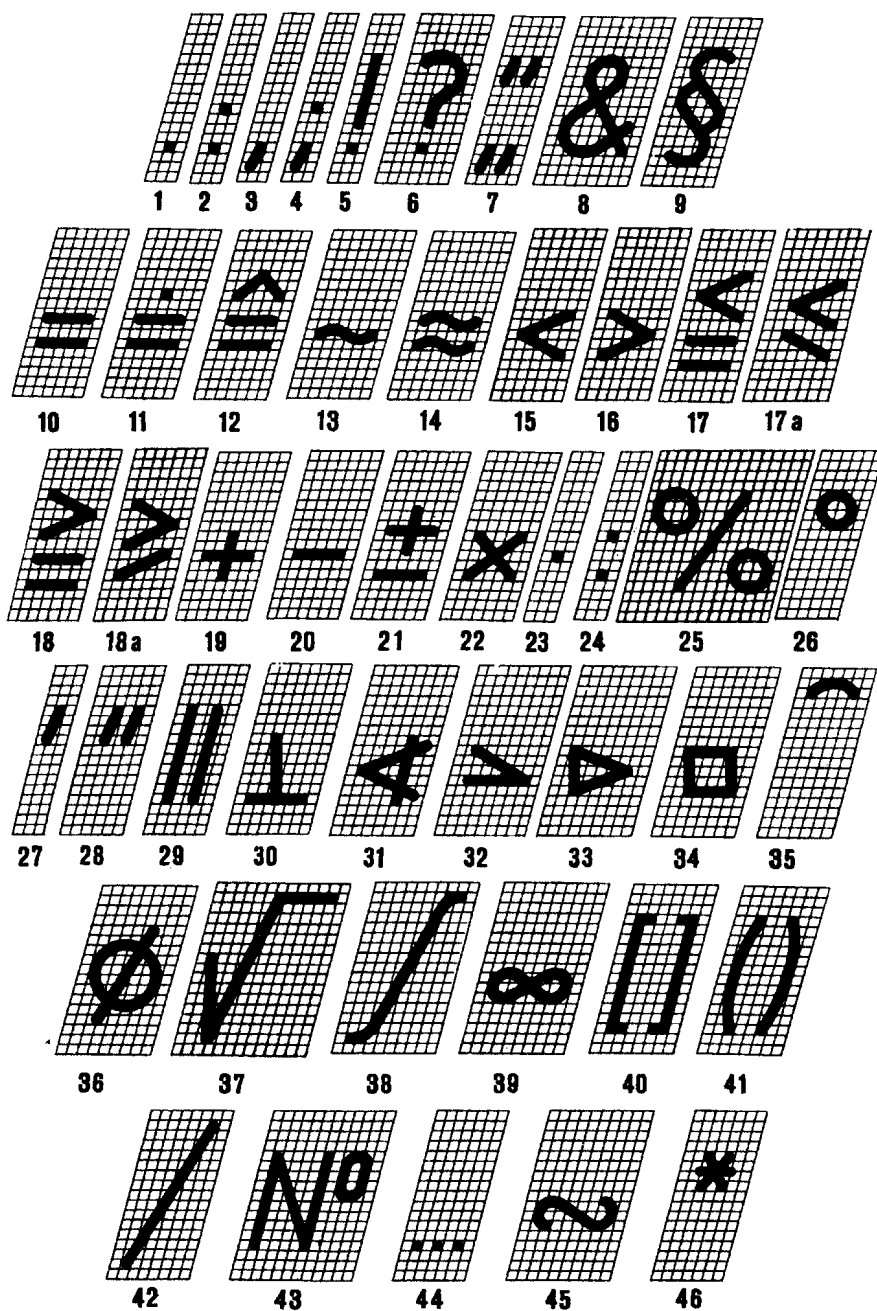 . : , ; ! ? " „ & §
1 2 3 4 5 6 7 8 9
= ≐ ≙ ~ ≈ < > ≦ ⩽
10 11 12 13 14 15 16 17 17a
≧ ⩾ + − ± × · : % °
18 18a 19 20 21 22 23 24 25 26
′ ″ ∥ ⊥ ∢ ⦠ ▷ □ ⌒
27 28 29 30 31 32 33 34 35
∅ √ ∫ ∞ [ ] ( )
36 37 38 39 40 41
/ № … ∾ *
42 43 44 45 46